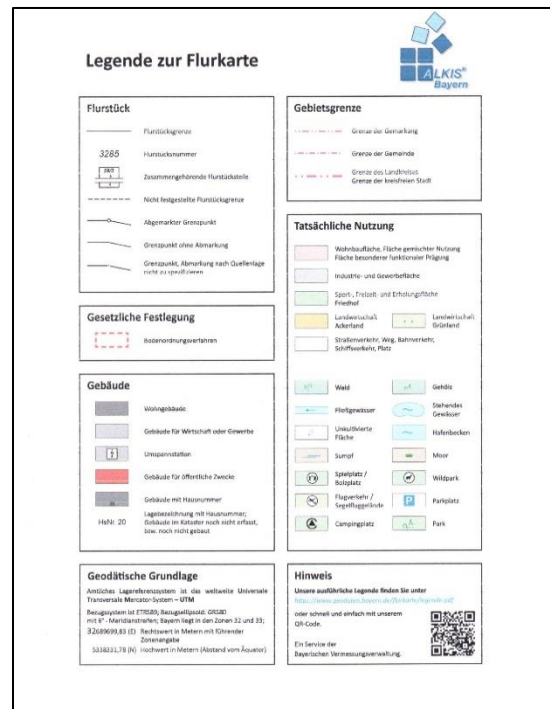 Legende zur Flurkarte
ALKIS®
Bayern
Flurstück
Flurstücksgrenze
3285
Flurstücksnummer
Zusammengehörende Flurstücksteile
Nicht festgestellte Flurstücksgrenze
Abgemarkter Grenzpunkt
Grenzpunkt ohne Abmarkung
Grenzpunkt, Abmarkung nach Quellenlage
nicht zu spezifizieren
Gesetzliche Festlegung
Bodenordnungsverfahren
Gebäude
Wohngebäude
Gebäude für Wirtschaft oder Gewerbe
Umspannstation
Gebäude für öffentliche Zwecke
Gebäude mit Hausnummer
HsNr. 20
Lagebezeichnung mit Hausnummer;
Gebäude im Kataster noch nicht erfasst,
bzw. noch nicht gebaut
Geodätische Grundlage
Amtliches Lagereferenzsystem ist das weltweite Universale
Transversale Mercator-System – UTM
Bezugssystem ist ETRS89; Bezugsellipsoid: GRS80
mit 6° - Meridianstreifen; Bayern liegt in den Zonen 32 und 33;
32689699,83 (E) Rechtswert in Metern mit führender
Zonenangabe
5338331,78 (N) Hochwert in Metern (Abstand vom Äquator)
Gebietsgrenze
Grenze der Gemarkung
Grenze der Gemeinde
Grenze des Landkreises
Grenze der kreisfreien Stadt
Tatsächliche Nutzung
Wohnbaufläche, Fläche gemischter Nutzung
Fläche besonderer funktionaler Prägung
Industrie- und Gewerbefläche
Sport-, Freizeit- und Erholungsfläche
Friedhof
Landwirtschaft
Ackerland
Landwirtschaft
Grünland
Straßenverkehr, Weg, Bahnverkehr,
Schiffsverkehr, Platz
Wald
Gehölz
Fließgewässer
Stehendes
Gewässer
Unkultivierte
Fläche
Hafenbecken
Sumpf
Moor
Spielplatz /
Bolzplatz
Wildpark
Flugverkehr /
Segelfluggelände
P
Parkplatz
Campingplatz
Park
Hinweis
Unsere ausführliche Legende finden Sie unter
oder schnell und einfach mit unserem
QR-Code.
Ein Service der
Bayerischen Vermessungsverwaltung.